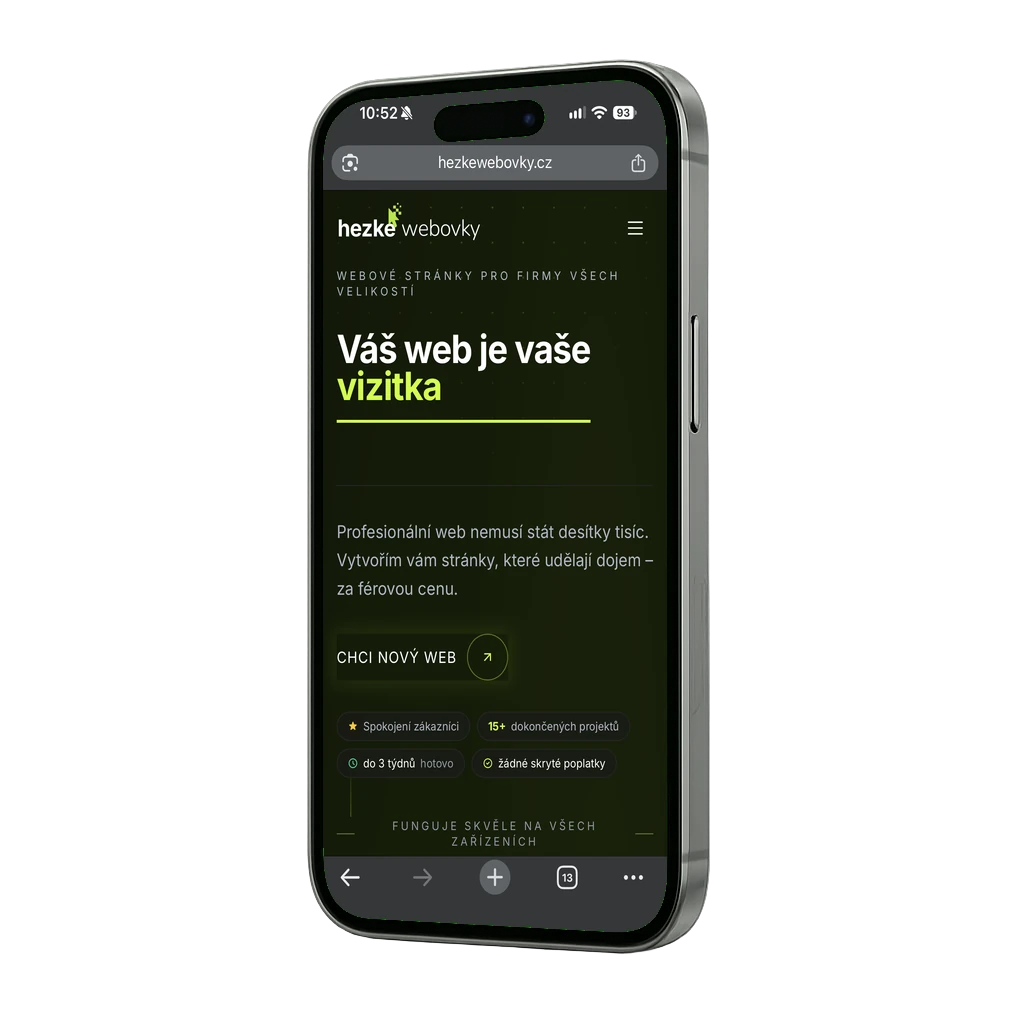 10:52
93
hezkewebovky.cz
hezke webovky
WEBOVÉ STRÁNKY PRO FIRMY VŠECH
VELIKOSTÍ
Váš web je vaše
vizitka
Profesionální web nemusí stát desítky tisíc.
Vytvořím vám stránky, které udělají dojem –
za férovou cenu.
CHCI NOVÝ WEB
Spokojení zákazníci
15+ dokončených projektů
do 3 týdnů hotovo
žádné skryté poplatky
FUNGUJE SKVĚLE NA VŠECH
ZAŘÍZENÍCH
13